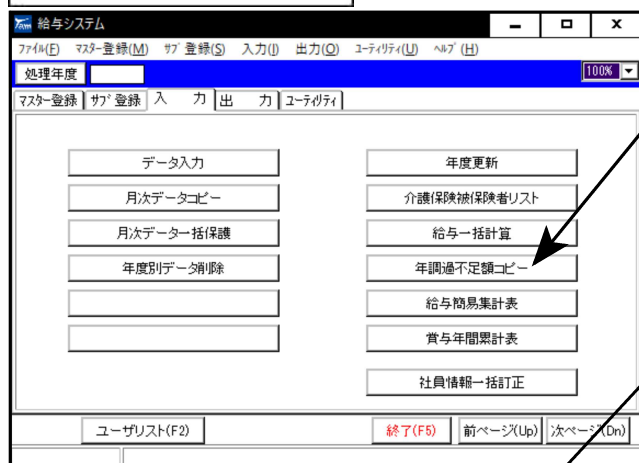 給与システム
ファイル(F) マスター登録(M) サブ登録(S) 入力(I) 出力(O) ユーティリティ(U) ヘルプ(H)
処理年度 100%
マスター登録 サブ登録 入 力 出 力 ユーティリティ
データ入力 年度更新
月次データコピー 介護保険被保険者リスト
月次データ一括保護 給与一括計算
年度別データ削除 年調過不足額コピー
給与簡易集計表
賞与年間累計表
社員情報一括訂正
ユーザリスト(F2) 終了(F5) 前ページ(Up) 次ページ(Dn)